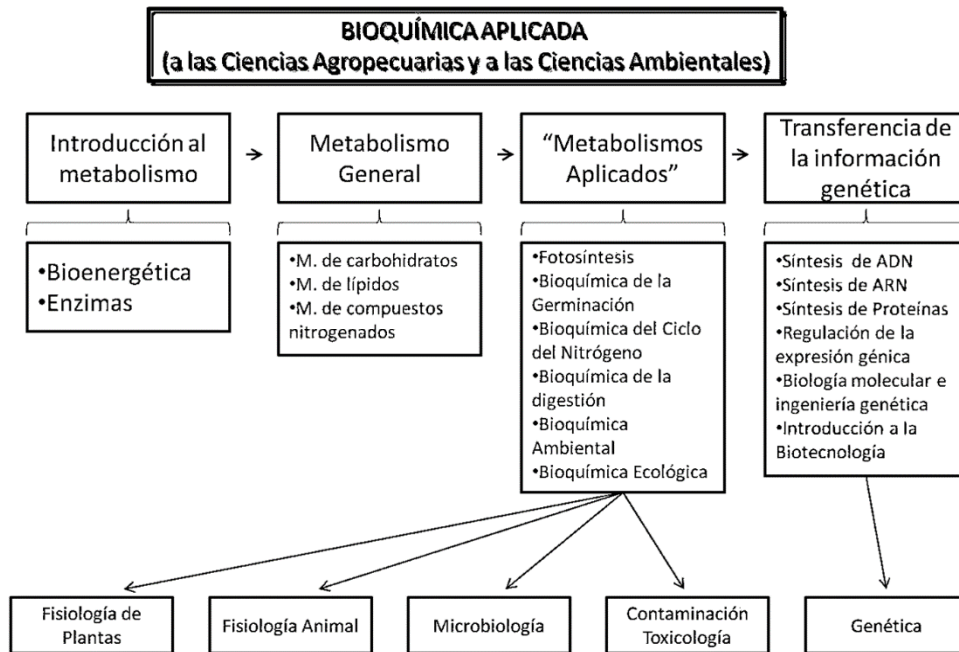 BIOQUÍMICA APLICADA
(a las Ciencias Agropecuarias y a las Ciencias Ambientales)
Introducción al
metabolismo
Metabolismo
General
“Metabolismos
Aplicados”
Transferencia de
la información
genética
•Bioenergética
•Enzimas
•M. de carbohidratos
•M. de lípidos
•M. de compuestos
nitrogenados
•Fotosíntesis
•Bioquímica de la
Germinación
•Bioquímica del Ciclo
del Nitrógeno
•Bioquímica de la
digestión
•Bioquímica
Ambiental
•Bioquímica Ecológica
•Síntesis de ADN
•Síntesis de ARN
•Síntesis de Proteínas
•Regulación de la
expresión génica
•Biología molecular e
ingeniería genética
•Introducción a la
Biotecnología
Fisiología de
Plantas
Fisiología Animal
Microbiología
Contaminación
Toxicología
Genética